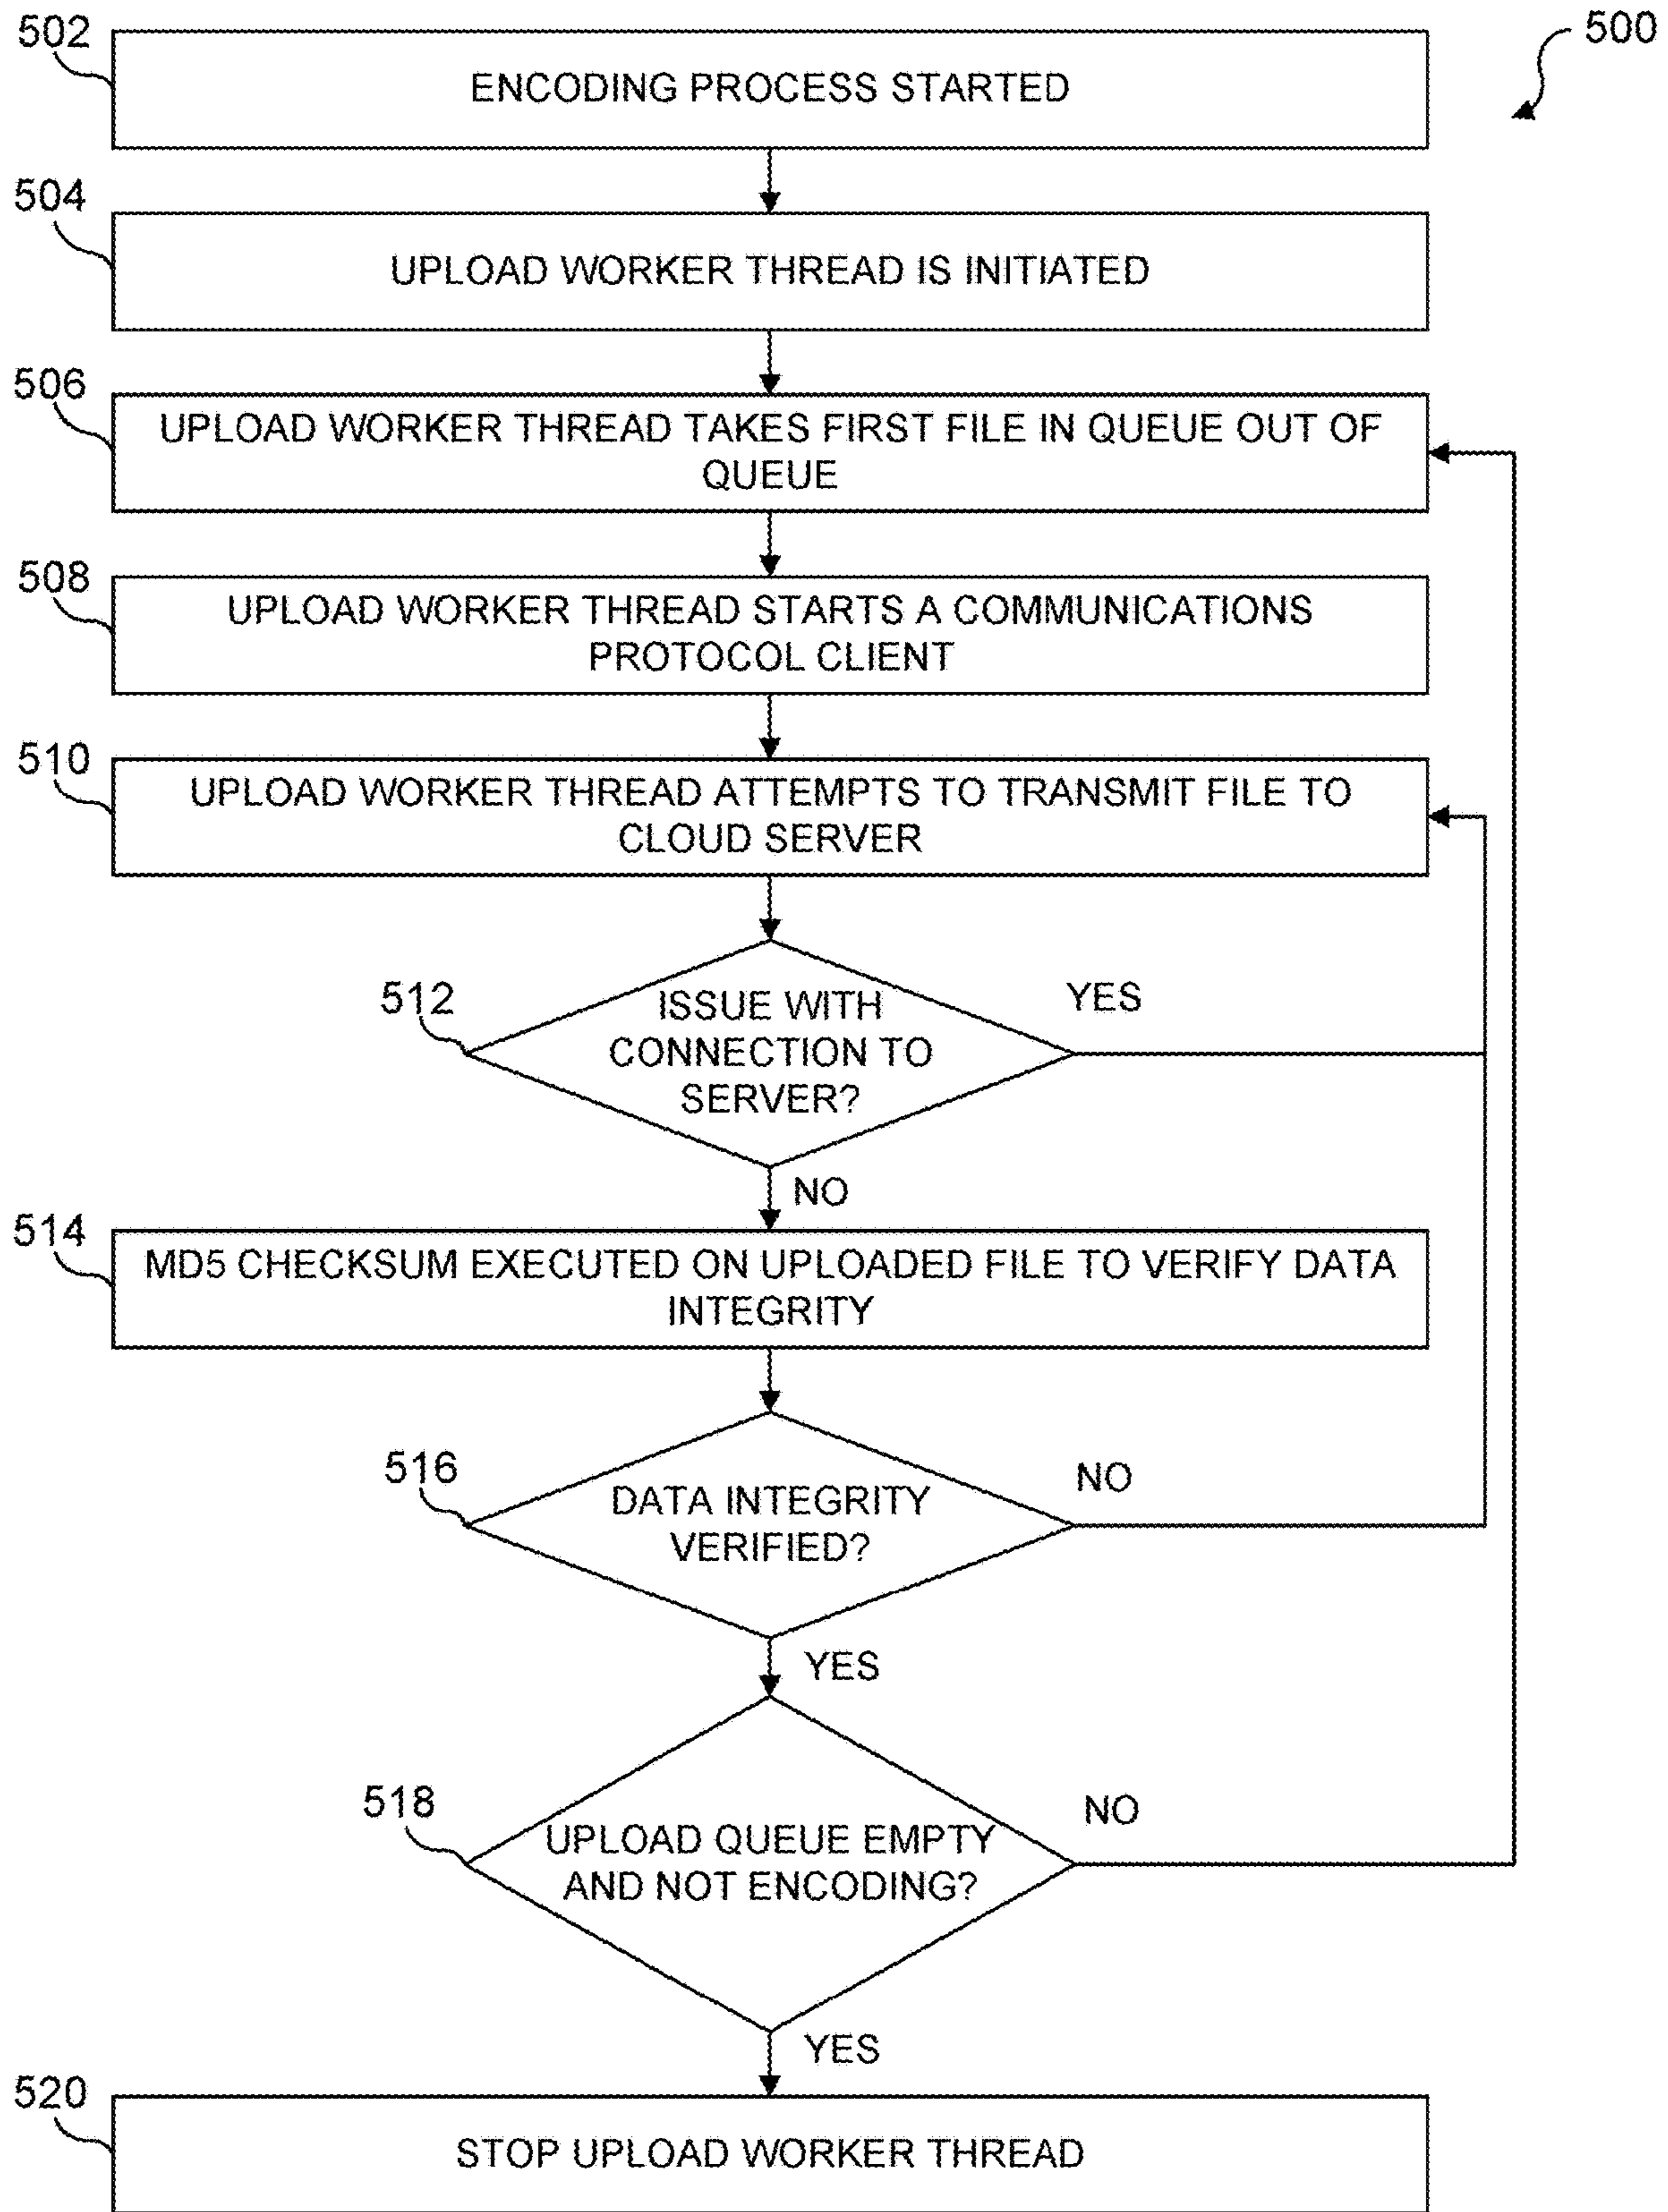 500
502
ENCODING PROCESS STARTED
504
UPLOAD WORKER THREAD IS INITIATED
506
UPLOAD WORKER THREAD TAKES FIRST FILE IN QUEUE OUT OF
QUEUE
508
UPLOAD WORKER THREAD STARTS A COMMUNICATIONS
PROTOCOL CLIENT
510
UPLOAD WORKER THREAD ATTEMPTS TO TRANSMIT FILE TO
CLOUD SERVER
512
ISSUE WITH
CONNECTION TO
SERVER?
YES
NO
514
MD5 CHECKSUM EXECUTED ON UPLOADED FILE TO VERIFY DATA
INTEGRITY
516
DATA INTEGRITY
VERIFIED?
NO
YES
518
UPLOAD QUEUE EMPTY
AND NOT ENCODING?
NO
YES
520
STOP UPLOAD WORKER THREAD